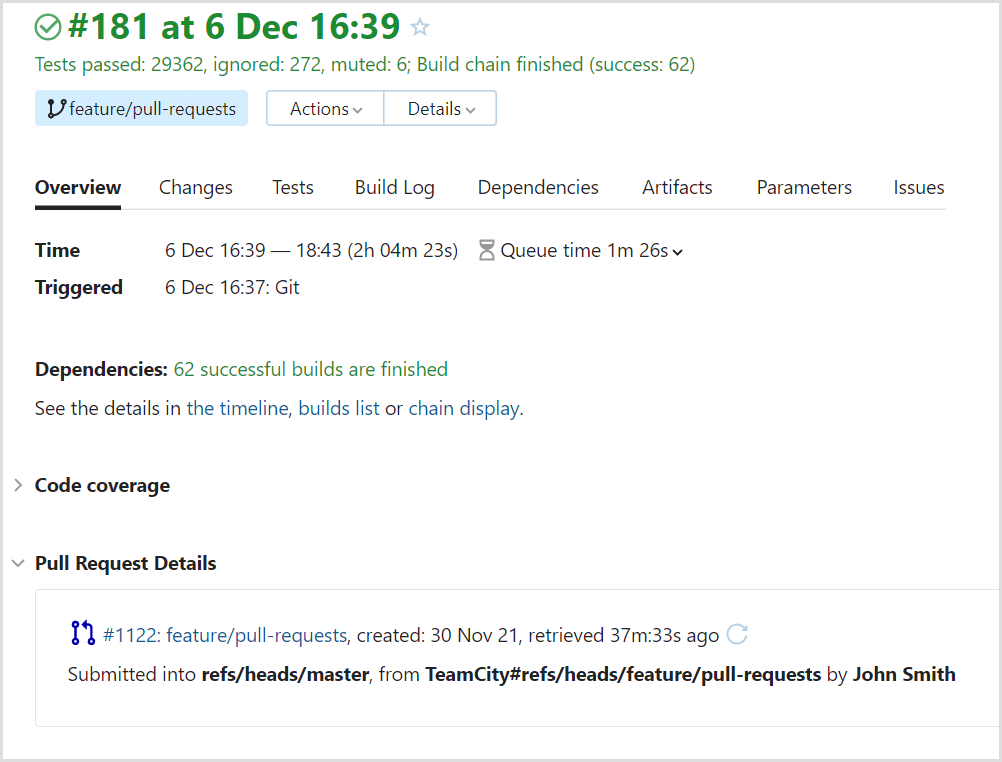 #181 at 6 Dec 16:39
Tests passed: 29362, ignored: 272, muted: 6; Build chain finished (success: 62)
feature/pull-requests Actions Details
Overview Changes Tests Build Log Dependencies Artifacts Parameters Issues
Time 6 Dec 16:39 — 18:43 (2h 04m 23s) Queue time 1m 26s
Triggered 6 Dec 16:37: Git
Dependencies: 62 successful builds are finished
See the details in the timeline, builds list or chain display.
Code coverage
Pull Request Details
#1122: feature/pull-requests, created: 30 Nov 21, retrieved 37m:33s ago
Submitted into refs/heads/master, from TeamCity#refs/heads/feature/pull-requests by John Smith